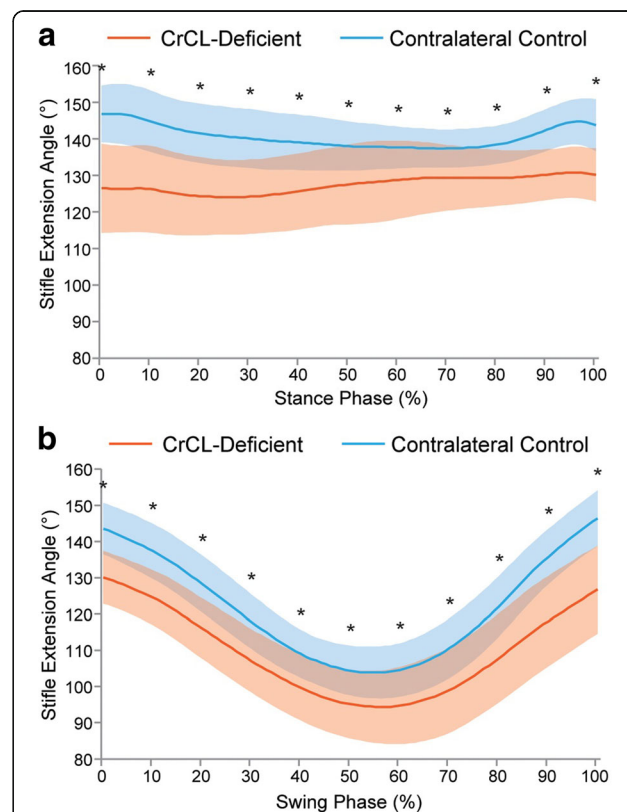 a
CrCL-Deficient Contralateral Control
160
150
140
130
120
110
100
90
80
Stifle Extension Angle (°)
* * * * * * * * * * *
0 10 20 30 40 50 60 70 80 90 100
Stance Phase (%)
b
CrCL-Deficient Contralateral Control
160
150
140
130
120
110
100
90
80
Stifle Extension Angle (°)
* * * * * * * * * * *
0 10 20 30 40 50 60 70 80 90 100
Swing Phase (%)